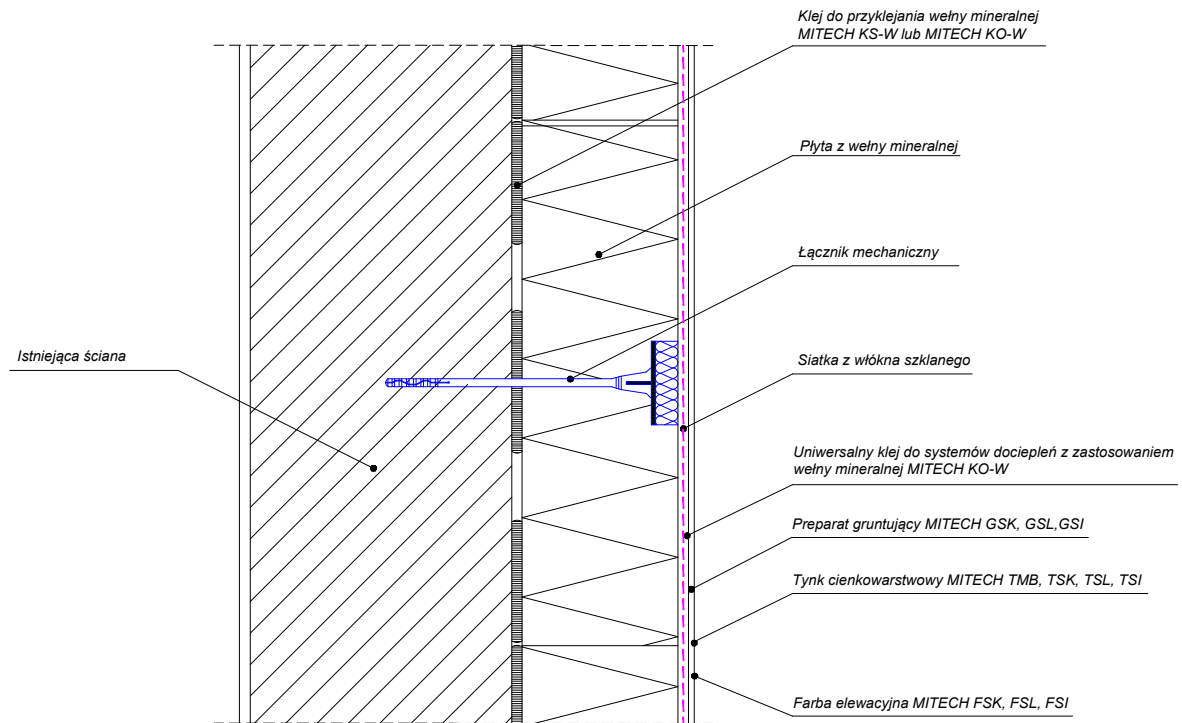 Klej do przyklejania wełny mineralnej
MITECH KS-W lub MITECH KO-W
Płyta z wełny mineralnej
Łącznik mechaniczny
Istniejąca ściana
Siatka z włókna szklanego
Uniwersalny klej do systemów dociepleń z zastosowaniem
wełny mineralnej MITECH KO-W
Preparat gruntujący MITECH GSK, GSL,GSI
Tynk cienkowarstwowy MITECH TMB, TSK, TSL, TSI
Farba elewacyjna MITECH FSK, FSL, FSI